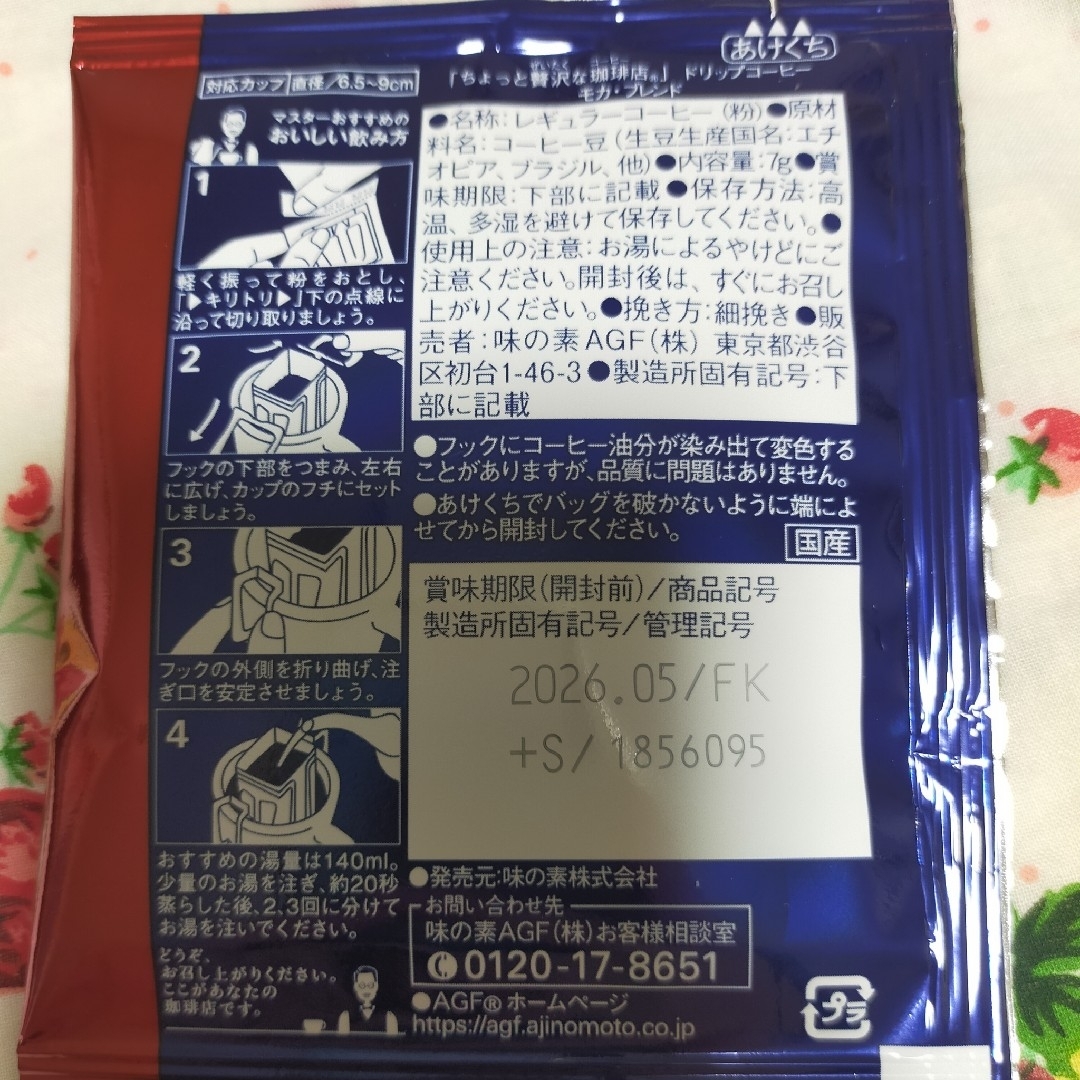 あけくち
対応カップ 直径/6.5~9cm
「ちょっと贅沢な珈琲店®」 ドリップコーヒー
モカ・ブレンド
マスターおすすめの
おいしい飲み方
1
軽く振って粉をおとし、
「▶キリトリ▶」下の点線に
沿って切り取りましょう。
2
フックの下部をつまみ、左右
に広げ、カップのフチにセット
しましょう。
3
フックの外側を折り曲げ、注
ぎ口を安定させましょう。
4
おすすめの湯量は140ml。
少量のお湯を注ぎ、約20秒
蒸らした後、2、3回に分けて
お湯を注いでください。
どうぞ、
お召し上がりください。
ここがあなたの
珈琲店です。
●名称:レギュラーコーヒー(粉)●原材
料名:コーヒー豆(生豆生産国名:エチ
オピア、ブラジル、他)●内容量:7g●賞
味期限:下部に記載●保存方法:高
温、多湿を避けて保存してください。●
使用上の注意:お湯によるやけどにご
注意ください。開封後は、すぐにお召し
上がりください。●挽き方:細挽き●販
売者:味の素AGF(株) 東京都渋谷
区初台1-46-3●製造所固有記号:下
部に記載
●フックにコーヒー油分が染み出て変色する
ことがありますが、品質に問題はありません。
●あけくちでバッグを破かないように端によ
せてから開封してください。
国産
賞味期限(開封前)/商品記号
製造所固有記号/管理記号
2026.05/FK
+S/1856095
●発売元:味の素株式会社
お問い合わせ先
味の素AGF(株)お客様相談室
0120-17-8651
●AGF®ホームページ
https://agf.ajinomoto.co.jp
プラ